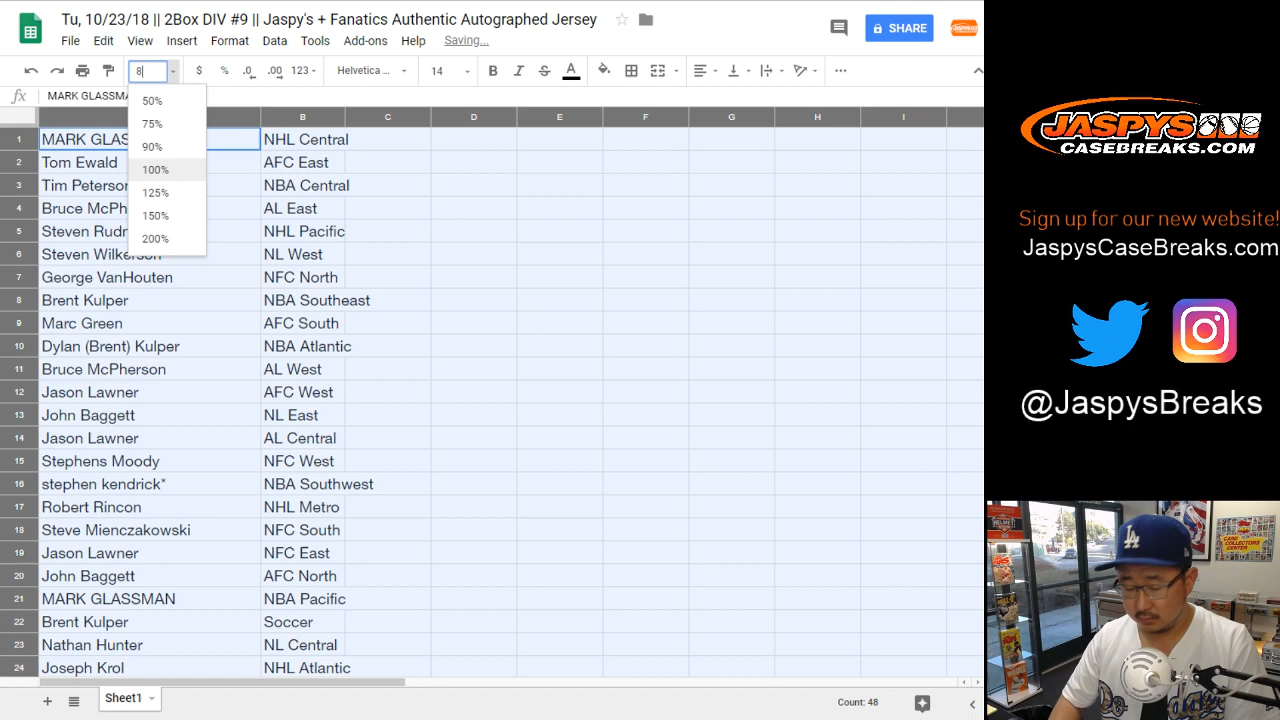 Tu, 10/23/18 || 2Box DIV #9 || Jaspy's + Fanatics Authentic Autographed Jersey
File Edit View Insert Format Data Tools Add-ons Help Saving...
SHARE
8 $ % .0 .00 123 Helvetica ... 14 B I S A
fx MARK GLASSMA
50%
75%
90%
100%
125%
150%
200%
B C D E F G H I
1 MARK GLAS NHL Central
2 Tom Ewald AFC East
3 Tim Peterson NBA Central
4 Bruce McPh AL East
5 Steven Rudn NHL Pacific
6 Steven Wilkerson NL West
7 George VanHouten NFC North
8 Brent Kulper NBA Southeast
9 Marc Green AFC South
10 Dylan (Brent) Kulper NBA Atlantic
11 Bruce McPherson AL West
12 Jason Lawner AFC West
13 John Baggett NL East
14 Jason Lawner AL Central
15 Stephens Moody NFC West
16 stephen kendrick* NBA Southwest
17 Robert Rincon NHL Metro
18 Steve Mienczakowski NFC South
19 Jason Lawner NFC East
20 John Baggett AFC North
21 MARK GLASSMAN NBA Pacific
22 Brent Kulper Soccer
23 Nathan Hunter NL Central
24 Joseph Krol NHL Atlantic
Sheet1
Count: 48
JASPYS
CASEBREAKS.COM
Sign up for our new website!
JaspysCaseBreaks.com
@JaspysBreaks
CARD
COLLECTORS
CENTER
LA